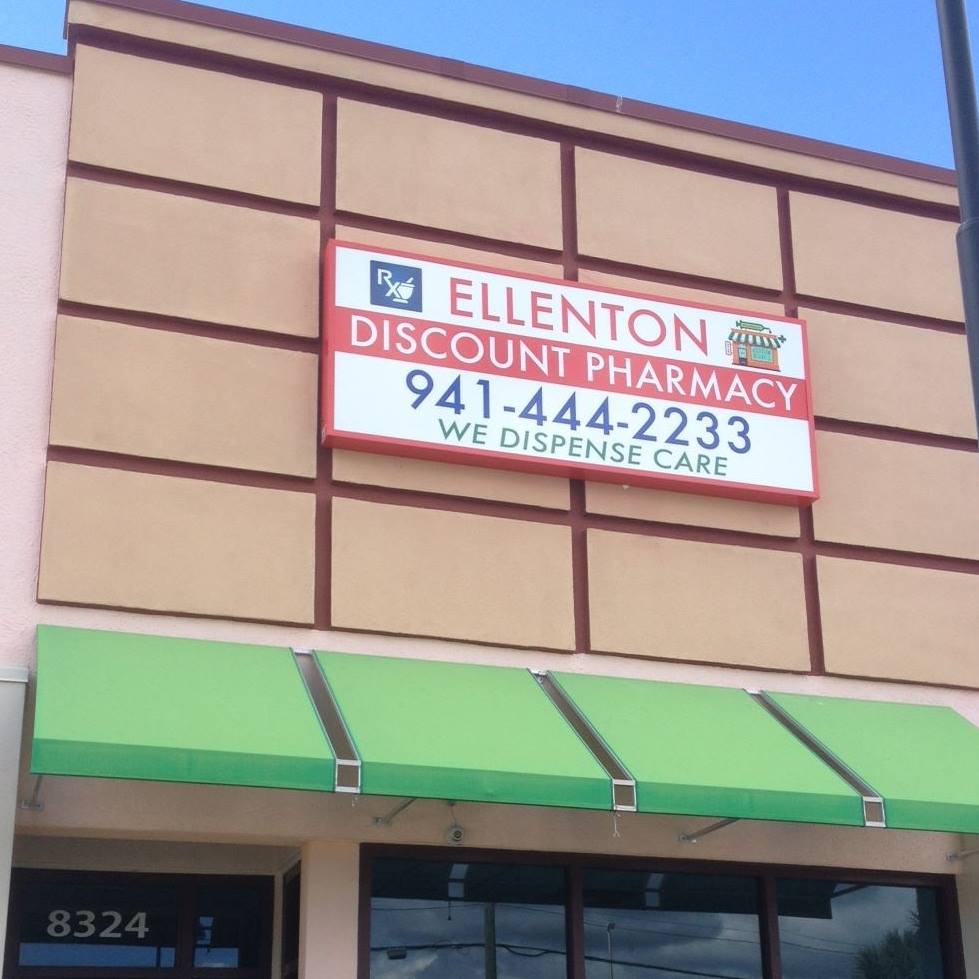 Rx ELLENTON
DISCOUNT PHARMACY
941-444-2233
WE DISPENSE CARE
8324